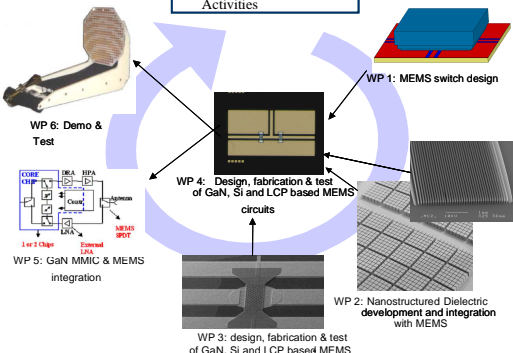 Activities
WP 1: MEMS switch design
WP 6: Demo &
Test
WP 4: Design, fabrication & test
of GaN, Si and LCP based MEMS
circuits
CORE
CHIP
DRA HPA
Antenna
Cont
MEMS
SPDT
LNA
1 or 2 Chips
External
LNA
WP 5: GaN MMIC & MEMS
integration
WP 2: Nanostructured Dielectric
development and integration
with MEMS
WP 3: design, fabrication & test
of GaN, Si and LCP based MEMS